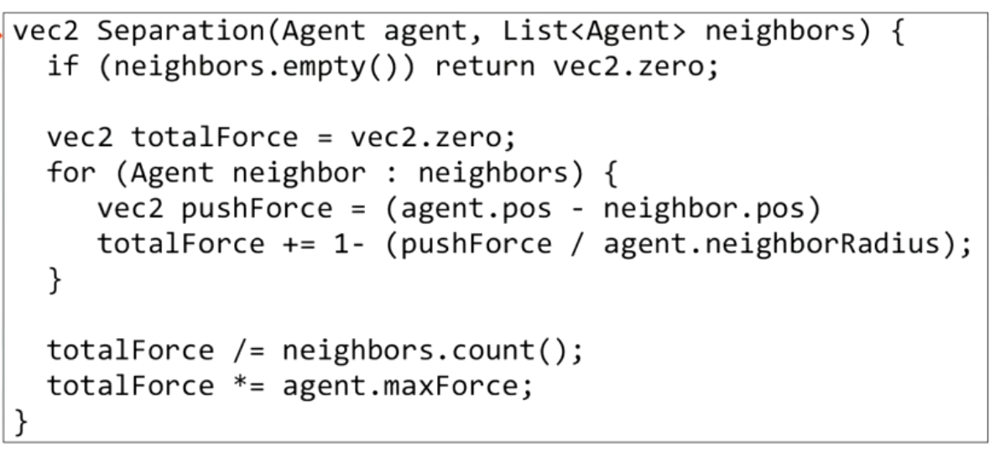 vec2 Separation(Agent agent, List<Agent> neighbors) {
if (neighbors.empty()) return vec2.zero;
vec2 totalForce = vec2.zero;
for (Agent neighbor : neighbors) {
vec2 pushForce = (agent.pos - neighbor.pos)
totalForce += 1- (pushForce / agent.neighborRadius);
}
totalForce /= neighbors.count();
totalForce *= agent.maxForce;
}